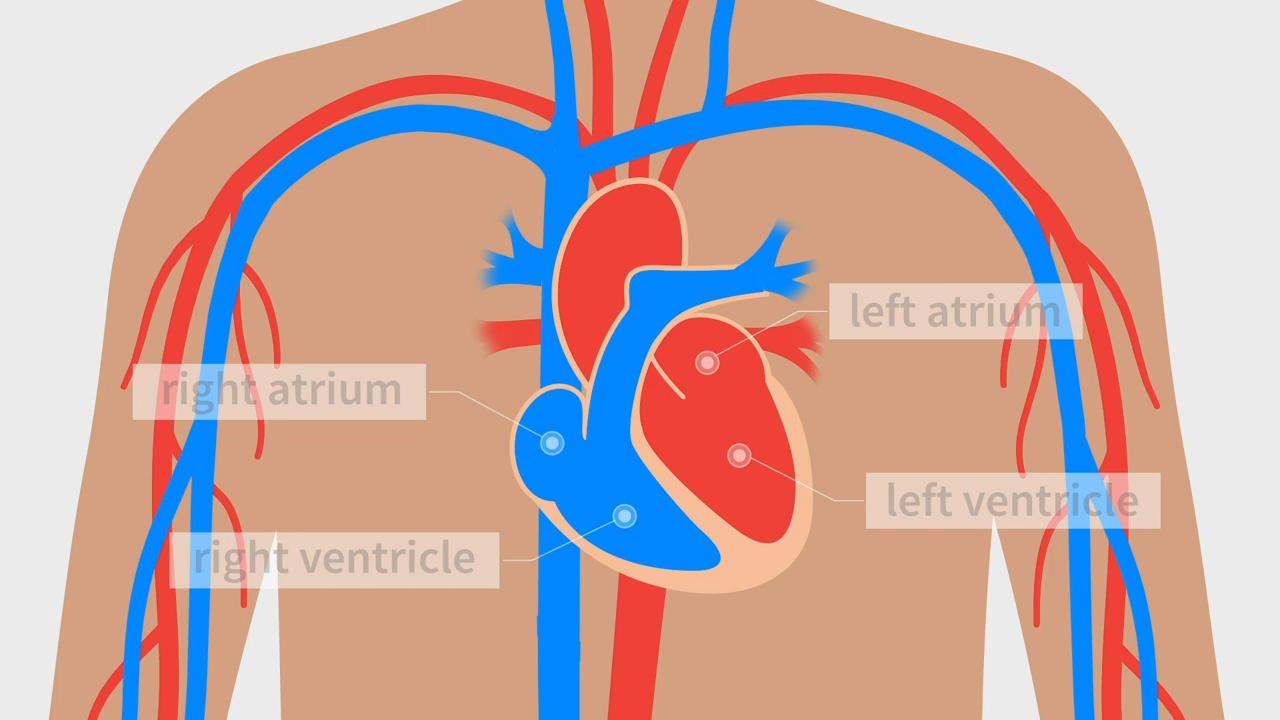 left atrium
right atrium
left ventricle
right ventricle